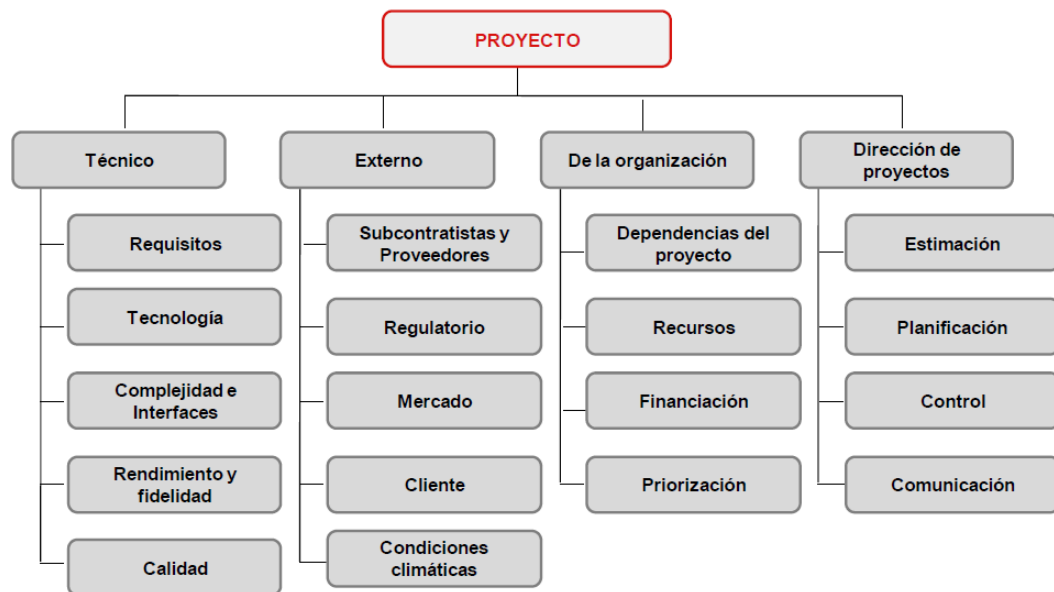 PROYECTO
Técnico
Externo
De la organización
Dirección de
proyectos
Requisitos
Tecnología
Complejidad e
Interfaces
Rendimiento y
fidelidad
Calidad
Subcontratistas y
Proveedores
Regulatorio
Mercado
Cliente
Condiciones
climáticas
Dependencias del
proyecto
Recursos
Financiación
Priorización
Estimación
Planificación
Control
Comunicación